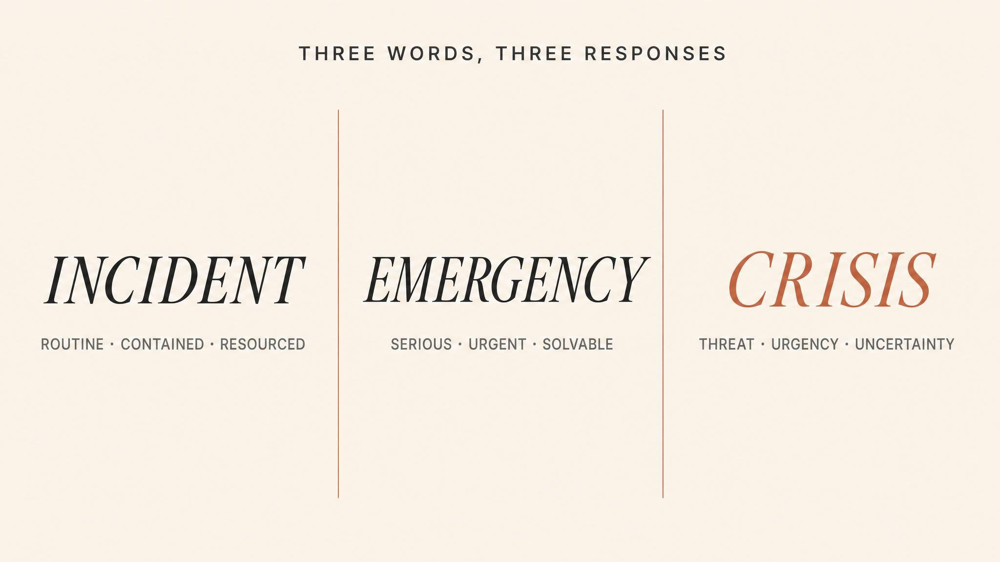 THREE WORDS, THREE RESPONSES
INCIDENT
ROUTINE · CONTAINED · RESOURCED
EMERGENCY
SERIOUS · URGENT · SOLVABLE
CRISIS
THREAT · URGENCY · UNCERTAINTY